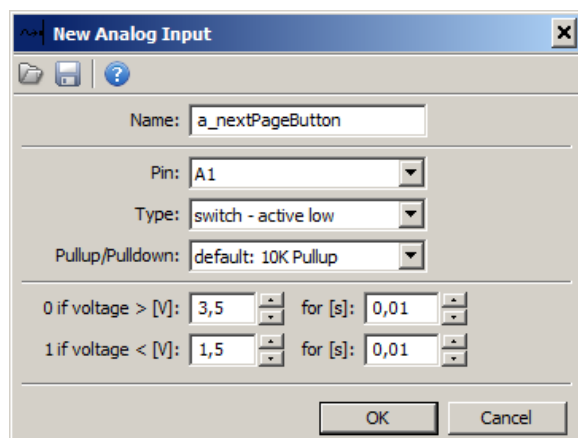 New Analog Input
Name: a_nextPageButton
Pin: A1
Type: switch - active low
Pullup/Pulldown: default: 10K Pullup
0 if voltage > [V]: 3,5 for [s]: 0,01
1 if voltage < [V]: 1,5 for [s]: 0,01
OK Cancel